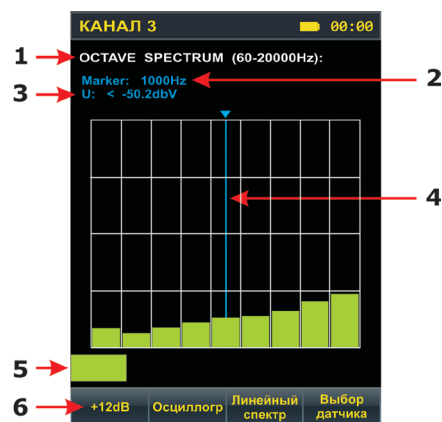 КАНАЛ 3 00:00
1 OCTAVE SPECTRUM (60-20000Hz):
Marker: 1000Hz 2
3 U: < -50.2dbV
4
5
6 +12dB Осциллогр Линейный спектр Выбор датчика